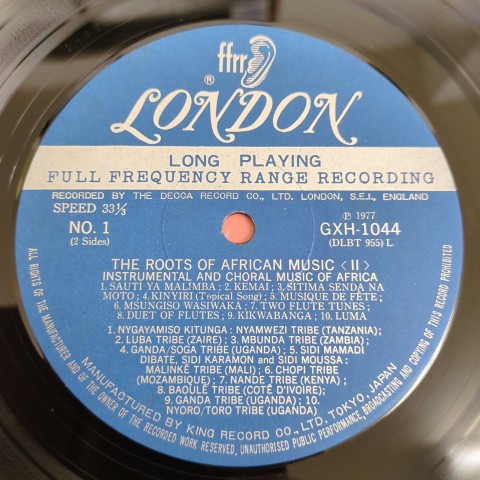 ffrr
® LONDON
LONG PLAYING
FULL FREQUENCY RANGE RECORDING
RECORDED BY THE DECCA RECORD CO., LTD. LONDON, S.E.I., ENGLAND
SPEED 33⅓
NO. 1
(2 Sides)
℗ 1977
GXH-1044
(DLBT 955) L
THE ROOTS OF AFRICAN MUSIC <II>
INSTRUMENTAL AND CHORAL MUSIC OF AFRICA
1. SAUTI YA MALIMBA ; 2. KEMAI ; 3. SITIMA SENDA NA
MOTO ; 4. KINYIRI (Topical Song) ; 5. MUSIQUE DE FÊTE ;
6. MSUNGISO WASIWAKA ; 7. TWO FLUTE TUNES ;
8. DUET OF FLUTES ; 9. KIKWABANGA ; 10. LUMA
1. NYGAYAMISO KITUNGA : NYAMWEZI TRIBE (TANZANIA) ;
2. LUBA TRIBE (ZAIRE) ; 3. MBUNDA TRIBE (ZAMBIA) ;
4. GANDA/SOGA TRIBE (UGANDA) ; 5. SIDI MAMADI
DIBATE, SIDI KARAMON and SIDI MOUSSA :
MALINKÉ TRIBE (MALI) ; 6. CHOPI TRIBE
(MOZAMBIQUE) ; 7. NANDE TRIBE (KENYA) ;
8. BAOULÉ TRIBE (COTÉ D'IVOIRE) ;
9. GANDA TRIBE (UGANDA) ; 10.
NYORO/TORO TRIBE (UGANDA)
MANUFACTURED BY KING RECORD CO., LTD. TOKYO, JAPAN
ALL RIGHTS OF THE MANUFACTURER AND OF THE OWNER OF THE RECORDED WORK RESERVED, UNAUTHORISED PUBLIC PERFORMANCE, BROADCASTING AND COPYING OF THIS RECORD PROHIBITED